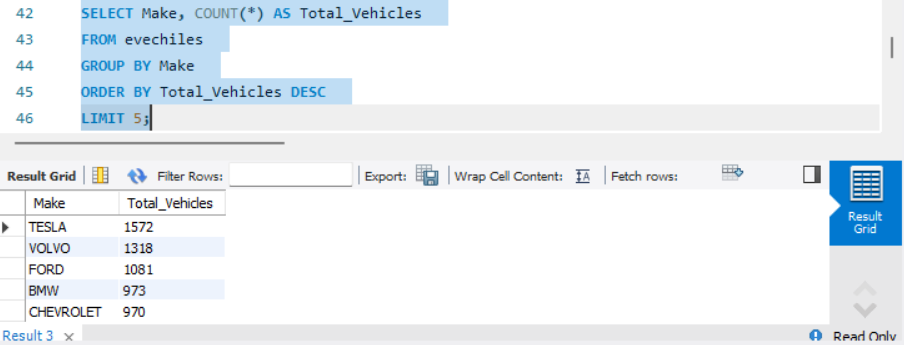 42 SELECT Make, COUNT(*) AS Total_Vehicles
43 FROM evechiles
44 GROUP BY Make
45 ORDER BY Total_Vehicles DESC
46 LIMIT 5;
Result Grid Filter Rows: Export: Wrap Cell Content: IA Fetch rows:
Make Total_Vehicles
TESLA 1572
VOLVO 1318
FORD 1081
BMW 973
CHEVROLET 970
Result
Grid
Result 3 × Read Only